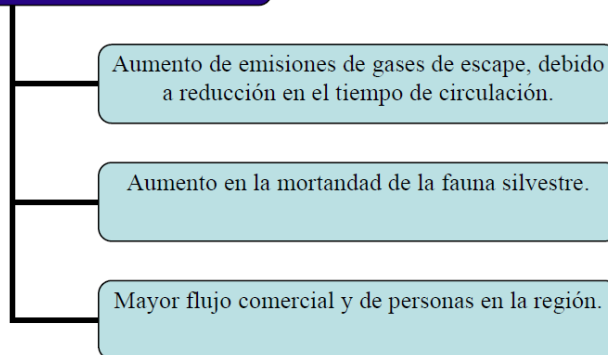 Aumento de emisiones de gases de escape, debido
a reducción en el tiempo de circulación.
Aumento en la mortandad de la fauna silvestre.
Mayor flujo comercial y de personas en la región.